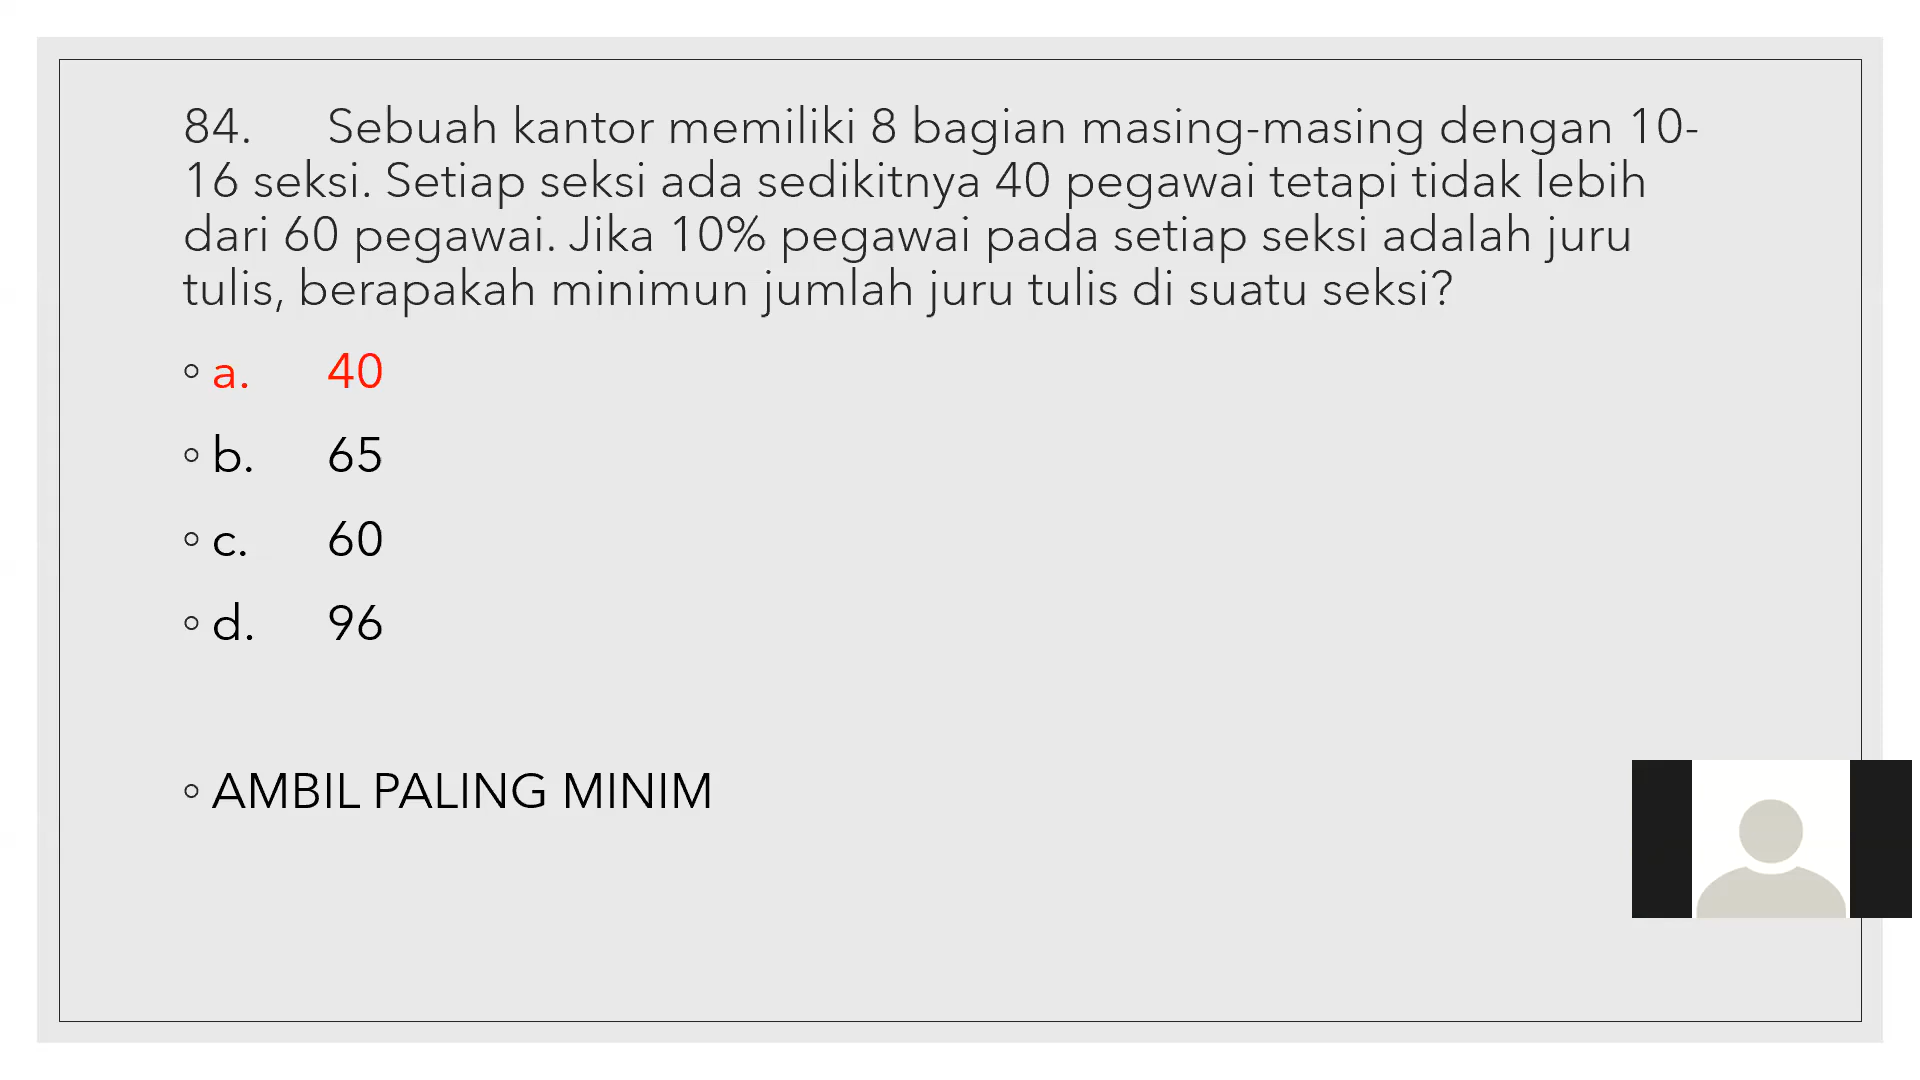 84. Sebuah kantor memiliki 8 bagian masing-masing dengan 10-
16 seksi. Setiap seksi ada sedikitnya 40 pegawai tetapi tidak lebih
dari 60 pegawai. Jika 10% pegawai pada setiap seksi adalah juru
tulis, berapakah minimun jumlah juru tulis di suatu seksi?
a. 40
b. 65
c. 60
d. 96
AMBIL PALING MINIM